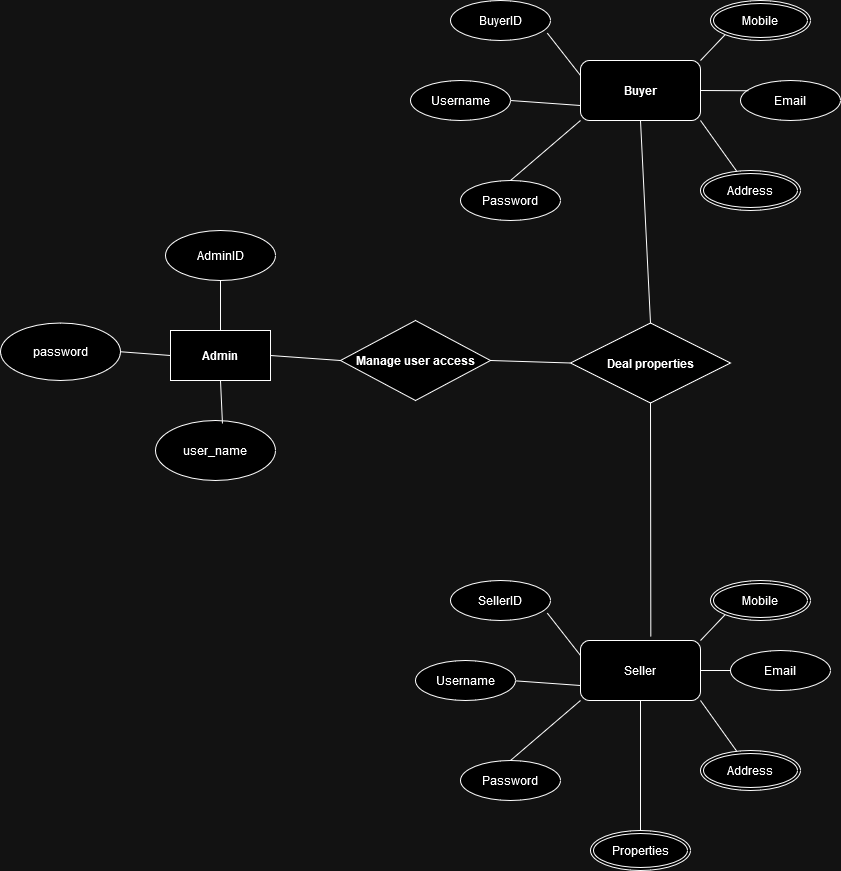 BuyerID
Mobile
Buyer
Username
Email
Password
Address
AdminID
password
Admin
Manage user access
Deal properties
user_name
SellerID
Mobile
Seller
Email
Username
Password
Address
Properties